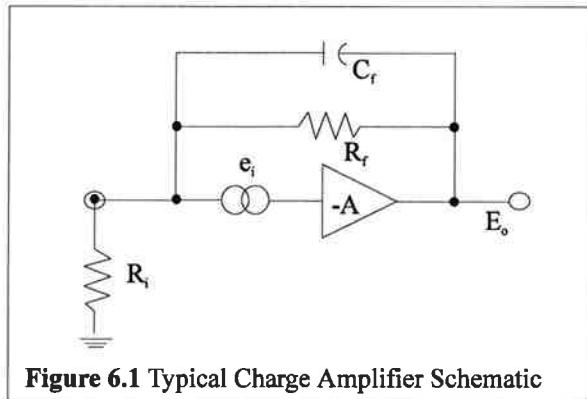 C_f
R_f
e_i
-A
E_o
R_i
Figure 6.1 Typical Charge Amplifier Schematic